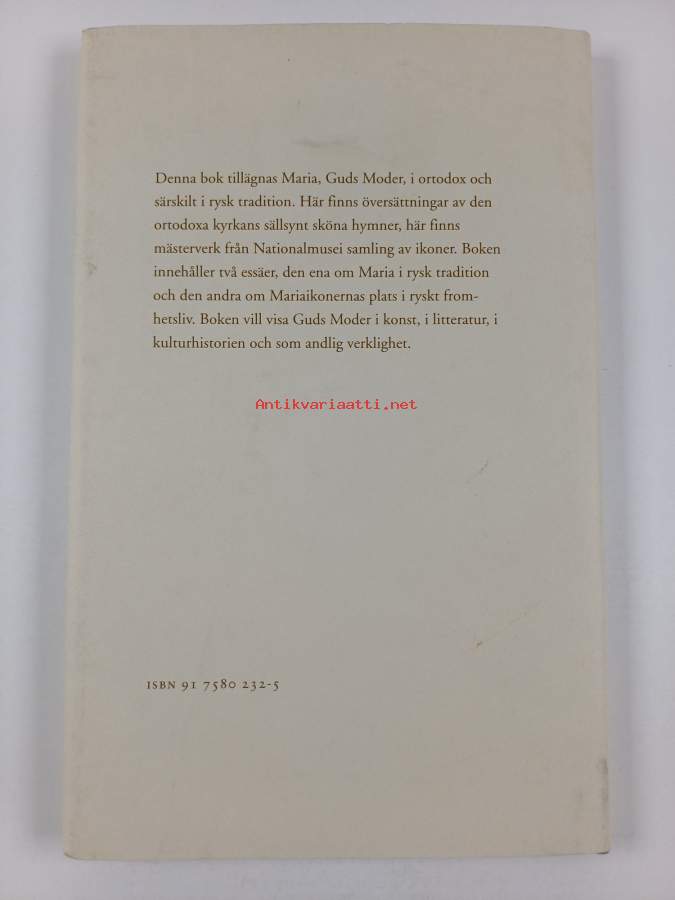 Denna bok tillägnas Maria, Guds Moder, i ortodox och
särskilt i rysk tradition. Här finns översättningar av den
ortodoxa kyrkans sällsynt sköna hymner, här finns
mästerverk från Nationalmusei samling av ikoner. Boken
innehåller två essäer, den ena om Maria i rysk tradition
och den andra om Mariaikonernas plats i ryskt from-
hetsliv. Boken vill visa Guds Moder i konst, i litteratur, i
kulturhistorien och som andlig verklighet.
Antikvariaatti.net
ISBN 91 7580 232-5